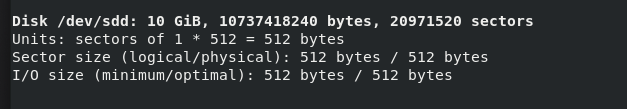 Disk /dev/sdd: 10 GiB, 10737418240 bytes, 20971520 sectors
Units: sectors of 1 * 512 = 512 bytes
Sector size (logical/physical): 512 bytes / 512 bytes
I/O size (minimum/optimal): 512 bytes / 512 bytes